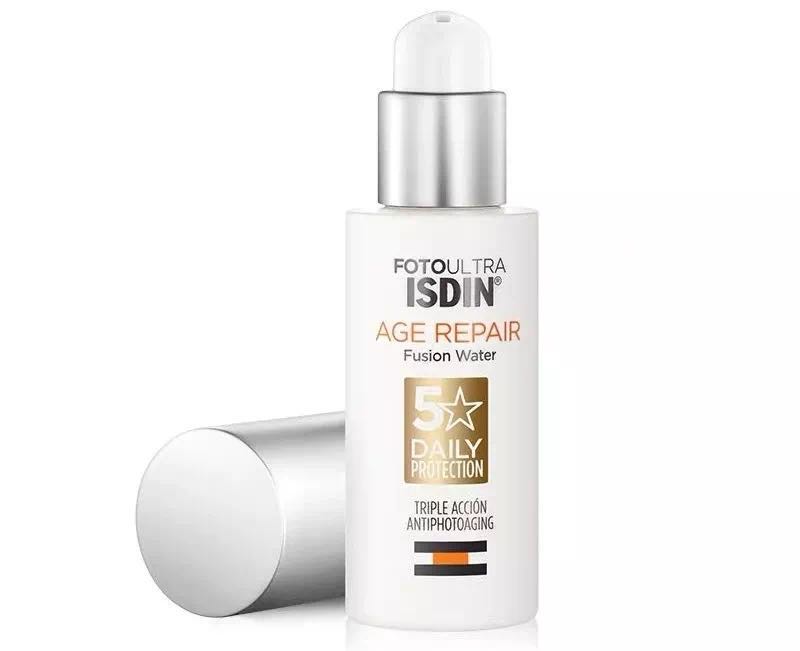 FOTOULTRA
ISDIN®
AGE REPAIR
Fusion Water
5☆
DAILY
PROTECTION
TRIPLE ACCIÓN
ANTIPHOTOAGING